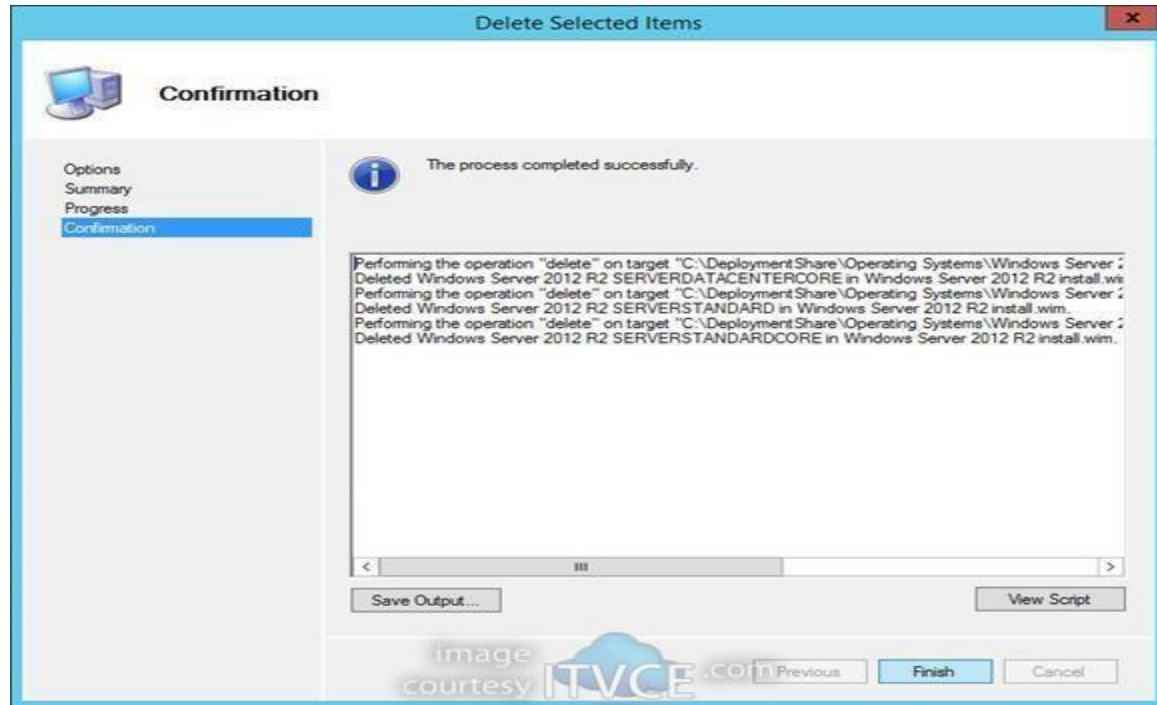 Delete Selected Items
Confirmation
Options
Summary
Progress
Confirmation
The process completed successfully.
Performing the operation "delete" on target "C:\DeploymentShare\Operating Systems\Windows Server
Deleted Windows Server 2012 R2 SERVERDATACENTERCORE in Windows Server 2012 R2 install.wi
Performing the operation "delete" on target "C:\DeploymentShare\Operating Systems\Windows Server
Deleted Windows Server 2012 R2 SERVERSTANDARD in Windows Server 2012 R2 install.wim.
Performing the operation "delete" on target "C:\DeploymentShare\Operating Systems\Windows Server
Deleted Windows Server 2012 R2 SERVERSTANDARDCORE in Windows Server 2012 R2 install.wim.
Save Output...
View Script
image courtesy ITVCE.com
Previous
Finish
Cancel